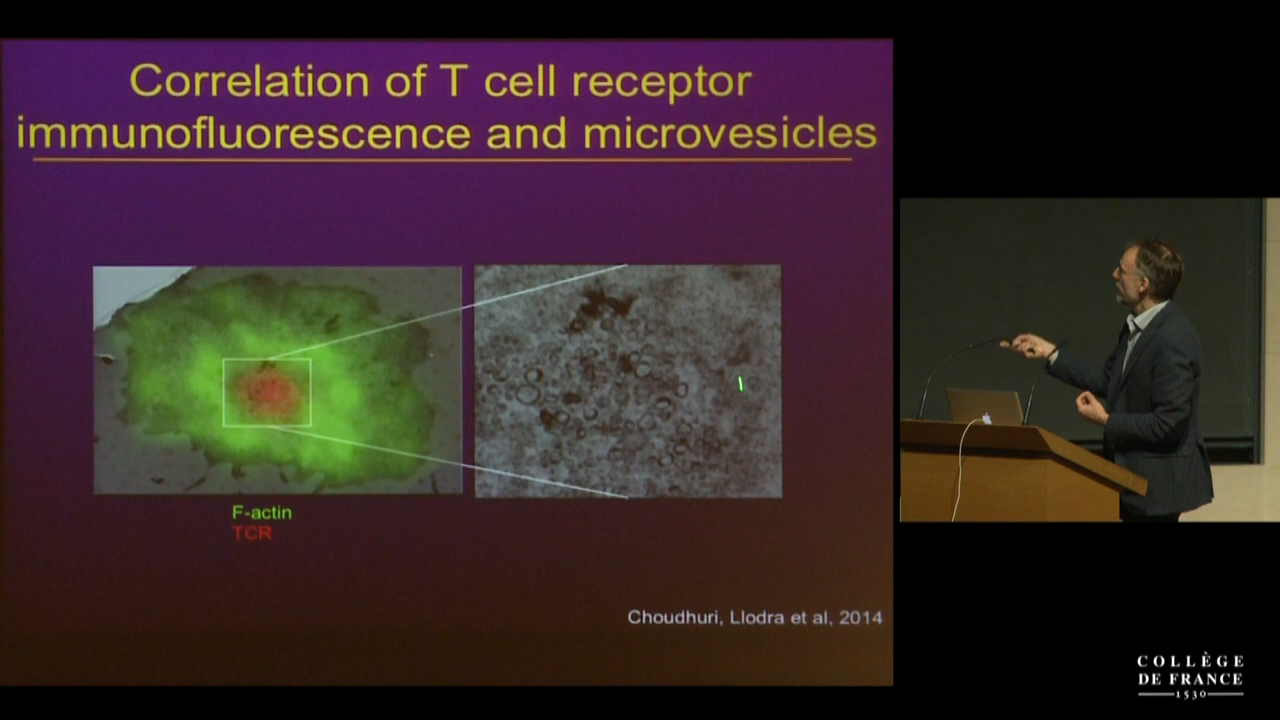 Correlation of T cell receptor
immunofluorescence and microvesicles
F-actin
TCR
Choudhuri, Llodra et al, 2014
COLLÈGE
DE FRANCE
1530